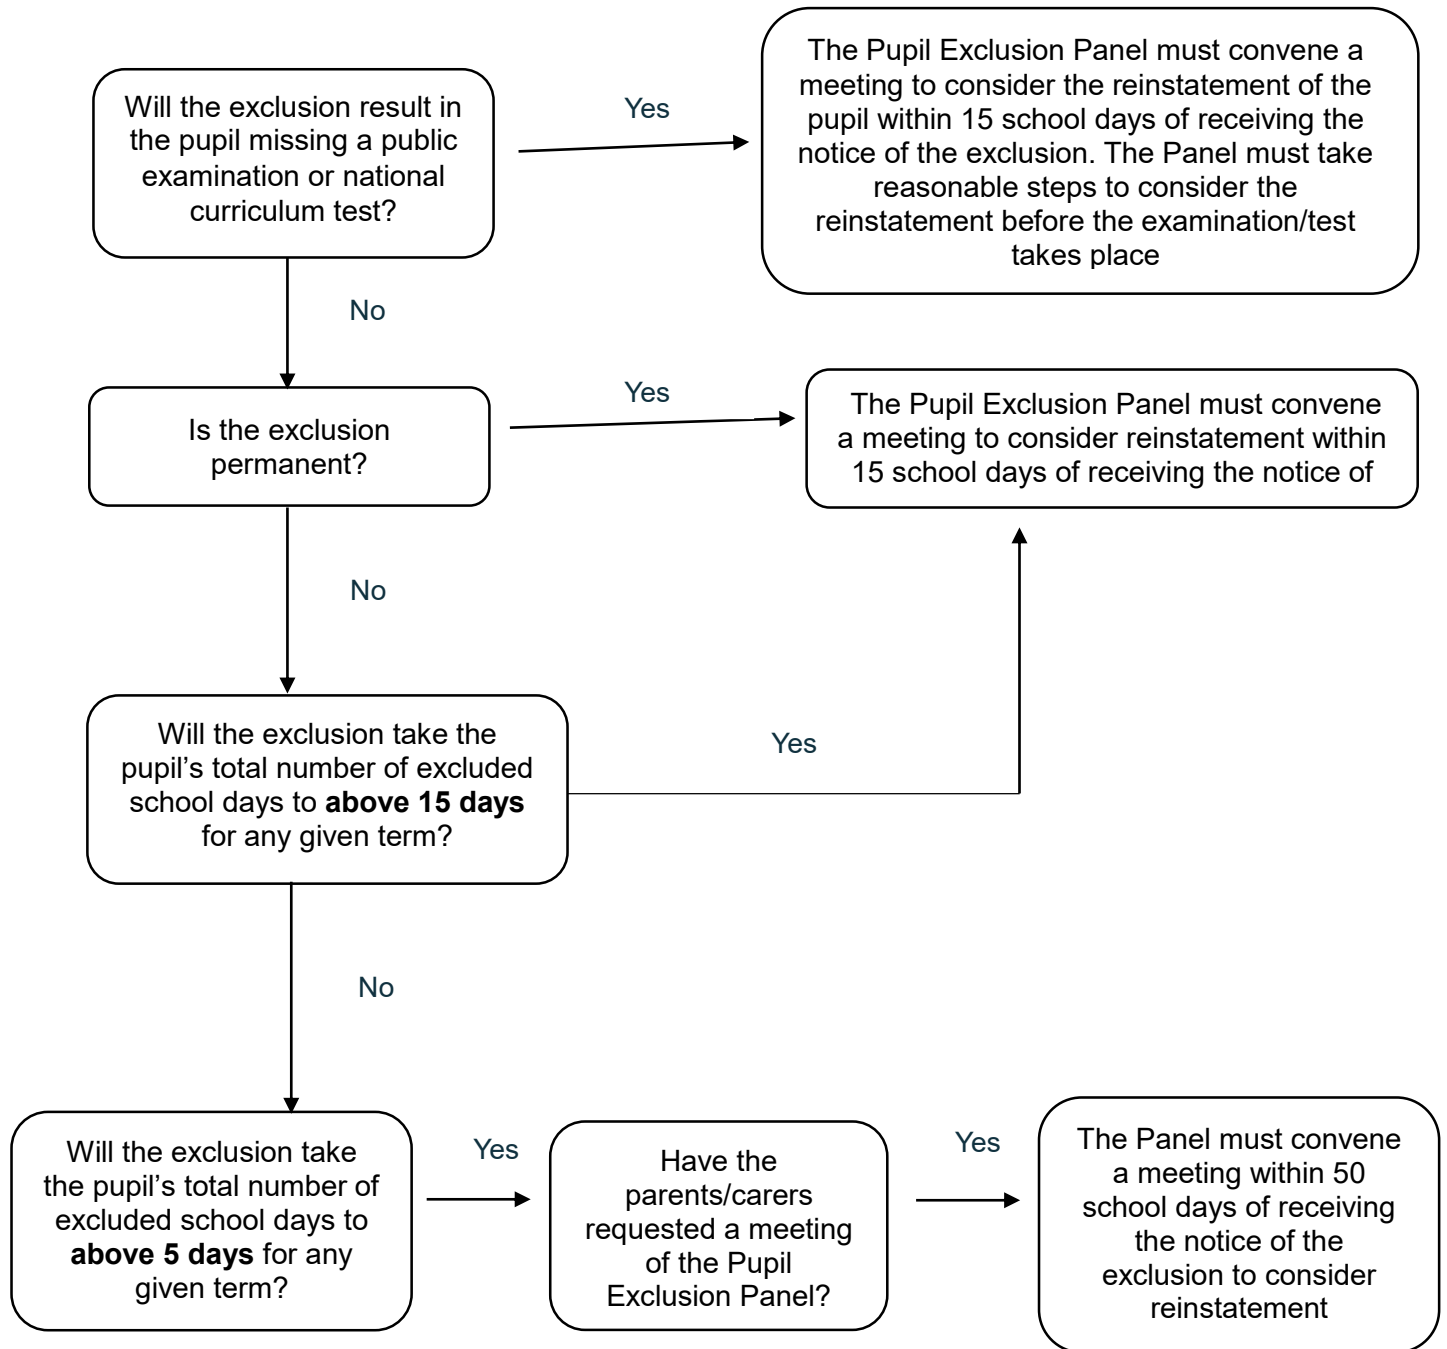 Will the exclusion result in
the pupil missing a public
examination or national
curriculum test?
Yes
The Pupil Exclusion Panel must convene a
meeting to consider the reinstatement of the
pupil within 15 school days of receiving the
notice of the exclusion. The Panel must take
reasonable steps to consider the
reinstatement before the examination/test
takes place
No
Is the exclusion
permanent?
Yes
The Pupil Exclusion Panel must convene
a meeting to consider reinstatement within
15 school days of receiving the notice of
No
Will the exclusion take the
pupil’s total number of excluded
school days to above 15 days
for any given term?
Yes
No
Will the exclusion take
the pupil’s total number of
excluded school days to
above 5 days for any
given term?
Yes
Have the
parents/carers
requested a meeting
of the Pupil
Exclusion Panel?
Yes
The Panel must convene
a meeting within 50
school days of receiving
the notice of the
exclusion to consider
reinstatement